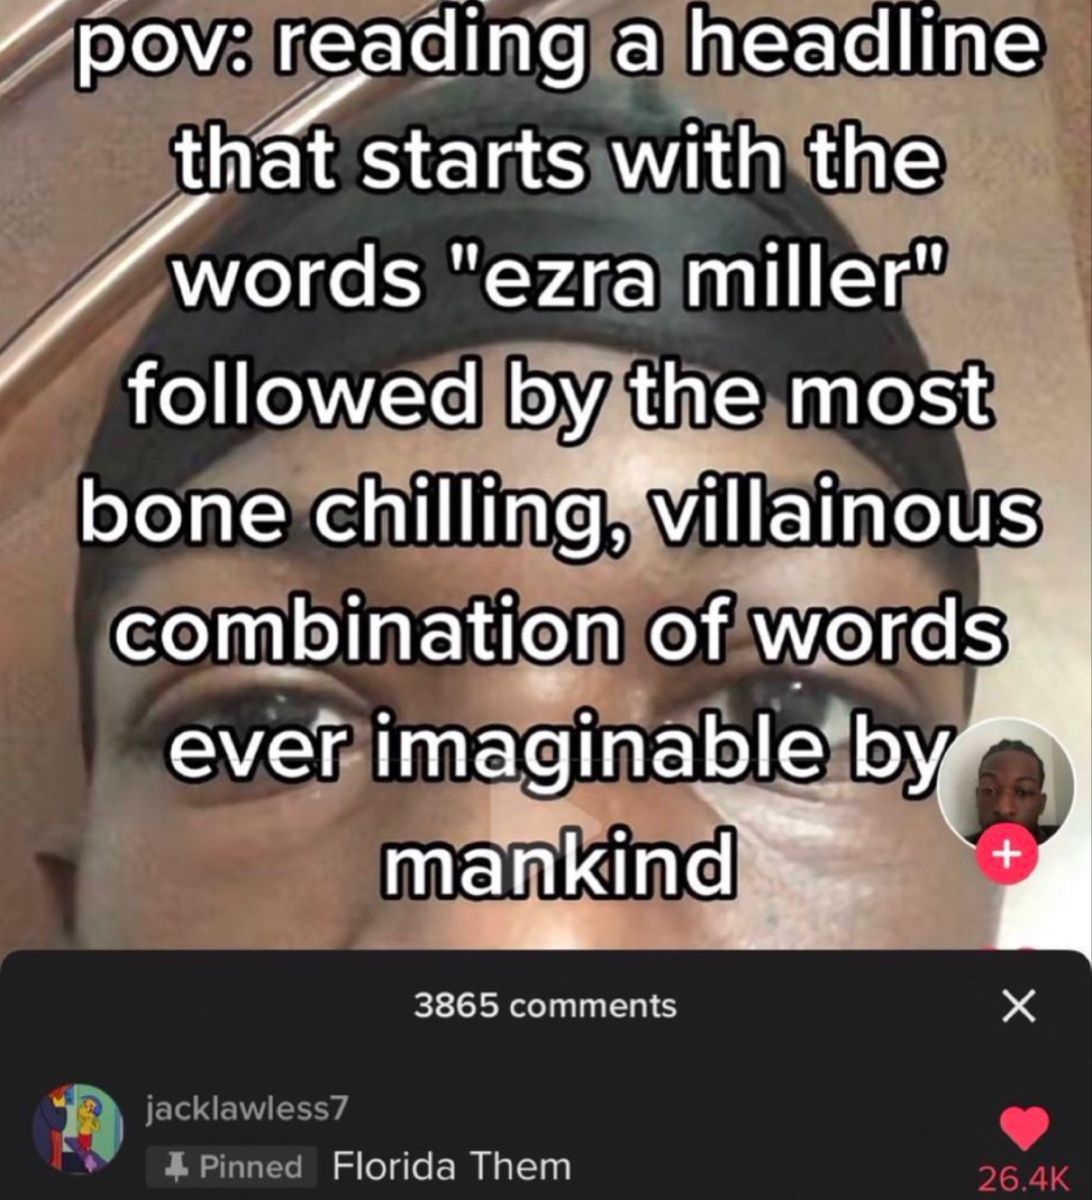 pov: reading a headline
that starts with the
words "ezra miller"
followed by the most
bone chilling, villainous
combination of words
ever imaginable by
mankind
3865 comments
jacklawless7
Pinned Florida Them
26.4K